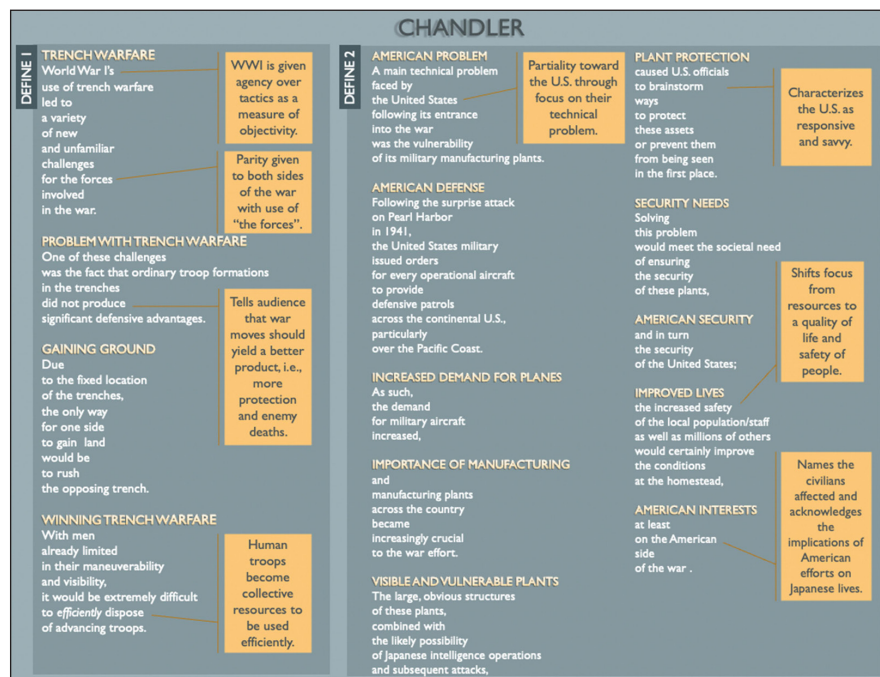 CHANDLER
DEFINE 1
TRENCH WARFARE
World War I's
use of trench warfare
led to
a variety
of new
and unfamiliar
challenges
for the forces
involved
in the war.
WWI is given
agency over
tactics as a
measure of
objectivity.
Parity given
to both sides
of the war
with use of
“the forces”.
PROBLEM WITH TRENCH WARFARE
One of these challenges
was the fact that ordinary troop formations
in the trenches
did not produce
significant defensive advantages.
Tells audience
that war
moves should
yield a better
product, i.e.,
more
protection
and enemy
deaths.
GAINING GROUND
Due
to the fixed location
of the trenches,
the only way
for one side
to gain land
would be
to rush
the opposing trench.
WINNING TRENCH WARFARE
With men
already limited
in their maneuverability
and visibility,
it would be extremely difficult
to efficiently dispose
of advancing troops.
Human
troops
become
collective
resources to
be used
efficiently.
DEFINE 2
AMERICAN PROBLEM
A main technical problem
faced by
the United States
following its entrance
into the war
was the vulnerability
of its military manufacturing plants.
Partiality toward
the U.S. through
focus on their
technical
problem.
AMERICAN DEFENSE
Following the surprise attack
on Pearl Harbor
in 1941,
the United States military
issued orders
for every operational aircraft
to provide
defensive patrols
across the continental U.S.,
particularly
over the Pacific Coast.
INCREASED DEMAND FOR PLANES
As such,
the demand
for military aircraft
increased,
IMPORTANCE OF MANUFACTURING
and
manufacturing plants
across the country
became
increasingly crucial
to the war effort.
VISIBLE AND VULNERABLE PLANTS
The large, obvious structures
of these plants,
combined with
the likely possibility
of Japanese intelligence operations
and subsequent attacks,
PLANT PROTECTION
caused U.S. officials
to brainstorm
ways
to protect
these assets
or prevent them
from being seen
in the first place.
Characterizes
the U.S. as
responsive
and savvy.
SECURITY NEEDS
Solving
this problem
would meet the societal need
of ensuring
the security
of these plants,
AMERICAN SECURITY
and in turn
the security
of the United States;
Shifts focus
from
resources to
a quality of
life and
safety of
people.
IMPROVED LIVES
the increased safety
of the local population/staff
as well as millions of others
would certainly improve
the conditions
at the homestead,
AMERICAN INTERESTS
at least
on the American
side
of the war .
Names the
civilians
affected and
acknowledges
the
implications of
American
efforts on
Japanese lives.